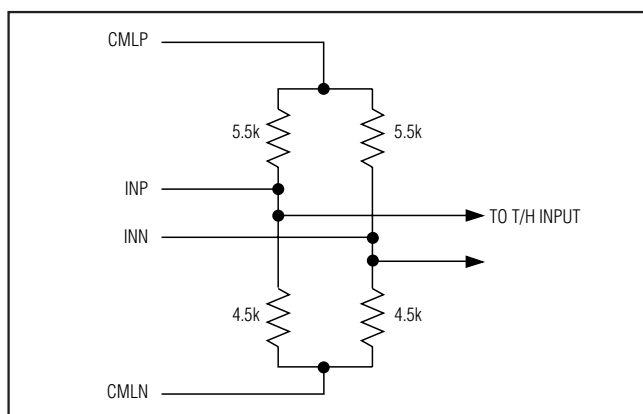 CMLP
5.5k
5.5k
INP
TO T/H INPUT
INN
4.5k
4.5k
CMLN